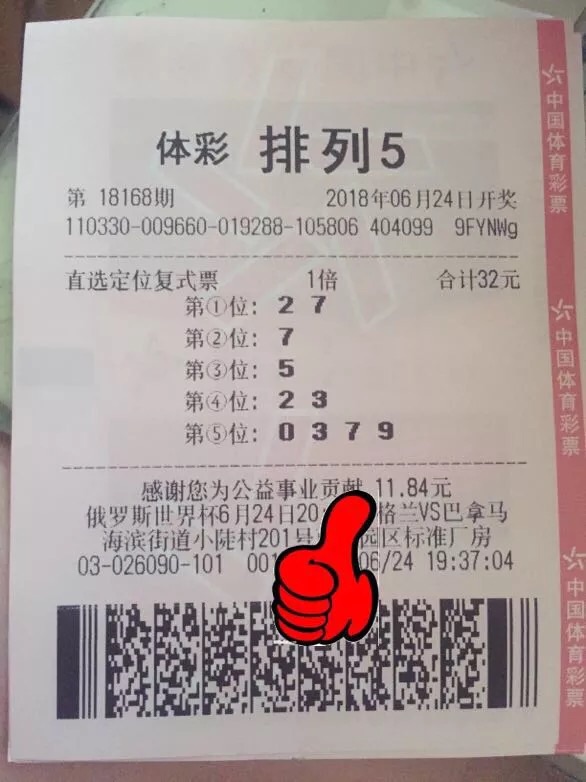 体彩 排列5
第 18168期 2018年06月24日开奖
110330-009660-019288-105806 404099 9FYNWg
直选定位复式票 1倍 合计32元
第①位: 2 7
第②位: 7
第③位: 5
第④位: 2 3
第⑤位: 0 3 7 9
感谢您为公益事业贡献 11.84元
俄罗斯世界杯6月24日20 格兰VS巴拿马
海滨街道小陡村201号 园区标准厂房
03-026090-101 001 06/24 19:37:04
中国体育彩票
中国体育彩票
中国体育彩票